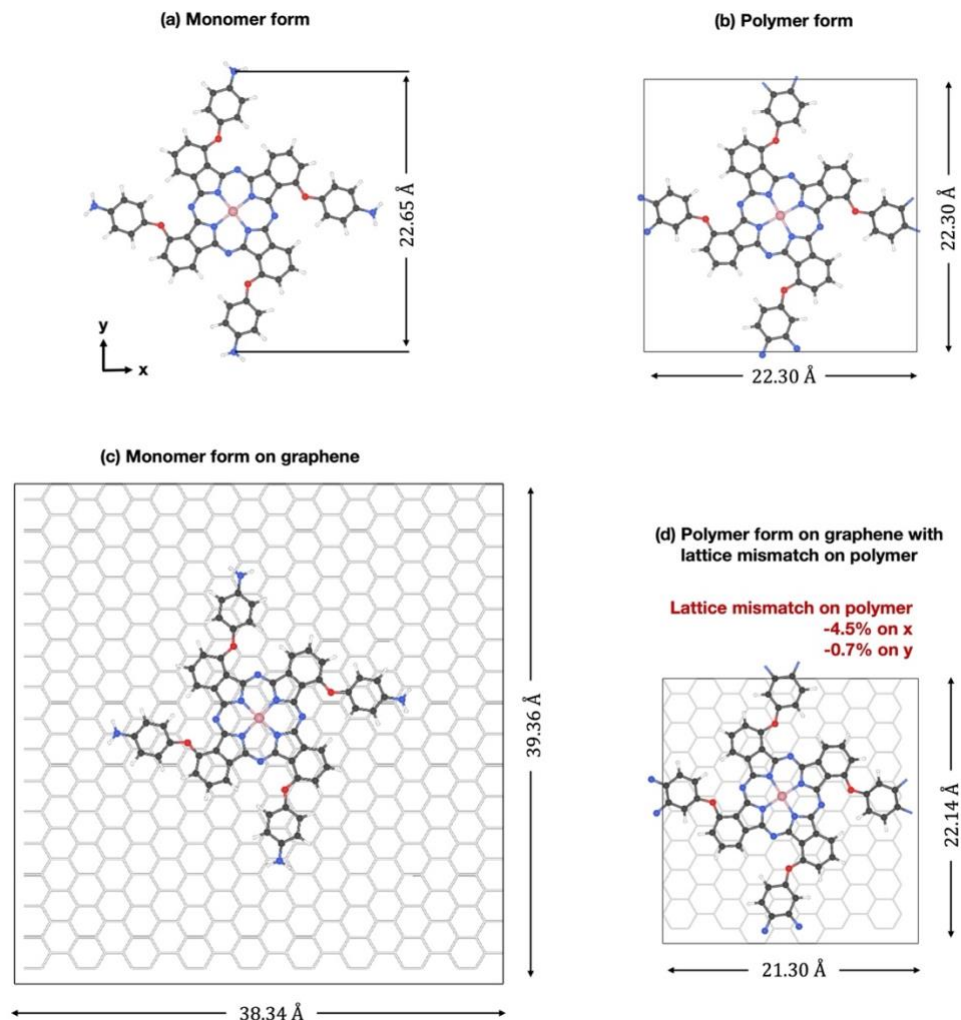 (a) Monomer form
(b) Polymer form
22.65 Å
22.30 Å
y
x
22.30 Å
(c) Monomer form on graphene
(d) Polymer form on graphene with
lattice mismatch on polymer
Lattice mismatch on polymer
-4.5% on x
-0.7% on y
39.36 Å
22.14 Å
21.30 Å
38.34 Å